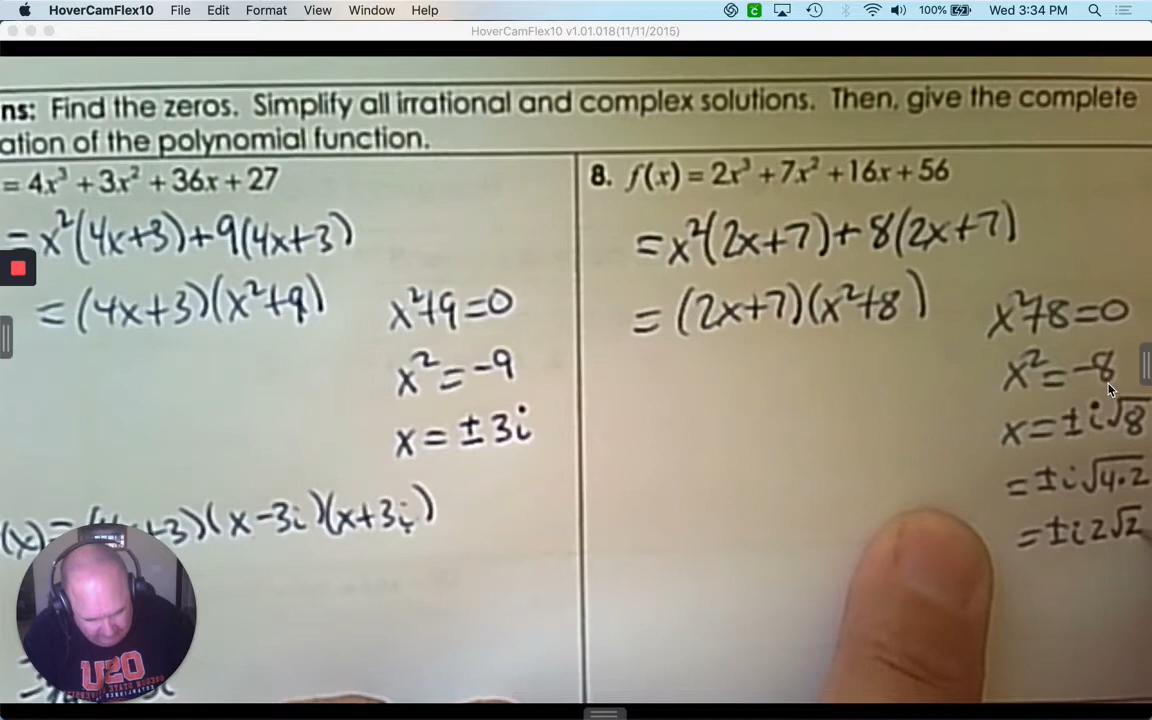 HoverCamFlex10 File Edit Format View Window Help 100% Wed 3:34 PM
HoverCamFlex10 v1.01.018(11/11/2015)
ns: Find the zeros. Simplify all irrational and complex solutions. Then, give the complete
ation of the polynomial function.
= 4x³ + 3x² + 36x + 27
= x²(4x+3)+9(4x+3)
= (4x+3)(x²+9)
x²+9=0
x²=-9
x=±3i
(x)= (4x+3)(x-3i)(x+3i)
8. f(x) = 2x³ + 7x² + 16x + 56
= x²(2x+7)+8(2x+7)
= (2x+7)(x²+8)
x²+8=0
x²=-8
x=±i√8
=±i√4·2
=±i2√2